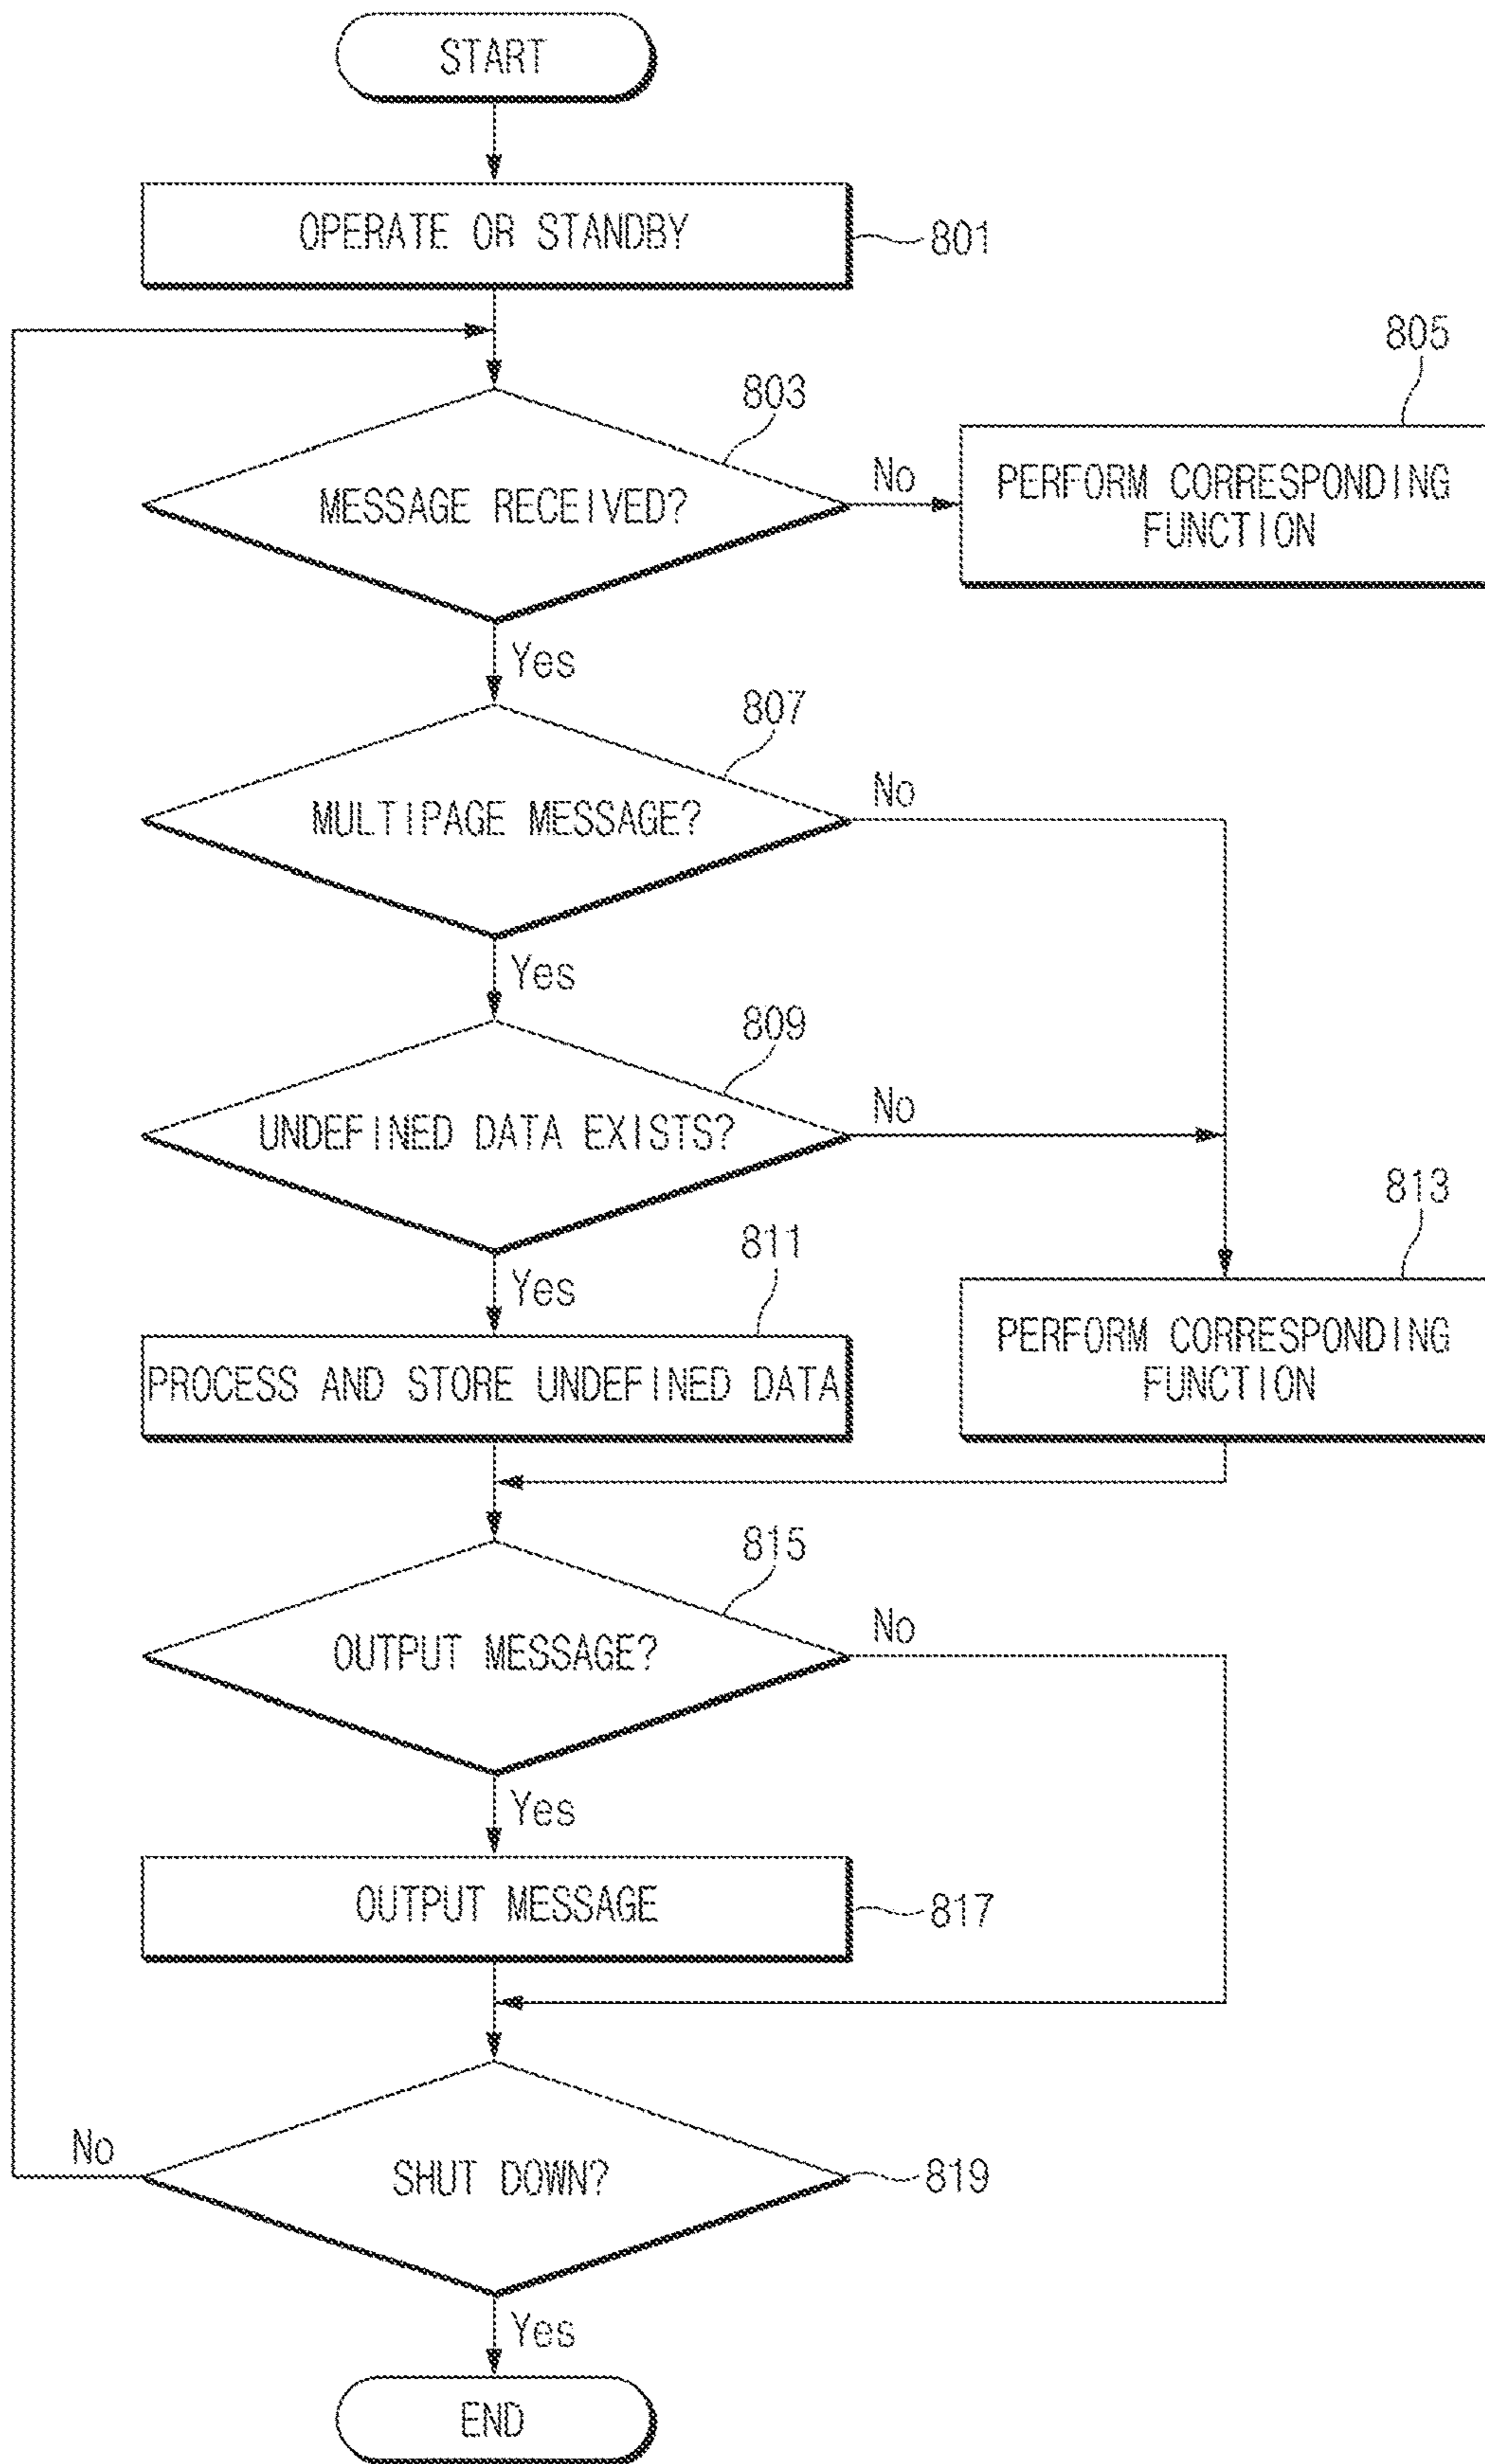 START
OPERATE OR STANDBY
801
805
803
MESSAGE RECEIVED?
No
PERFORM CORRESPONDING
FUNCTION
Yes
807
MULTIPAGE MESSAGE?
No
Yes
809
UNDEFINED DATA EXISTS?
No
813
811
Yes
PROCESS AND STORE UNDEFINED DATA
PERFORM CORRESPONDING
FUNCTION
815
OUTPUT MESSAGE?
No
Yes
OUTPUT MESSAGE
817
No
SHUT DOWN?
819
Yes
END